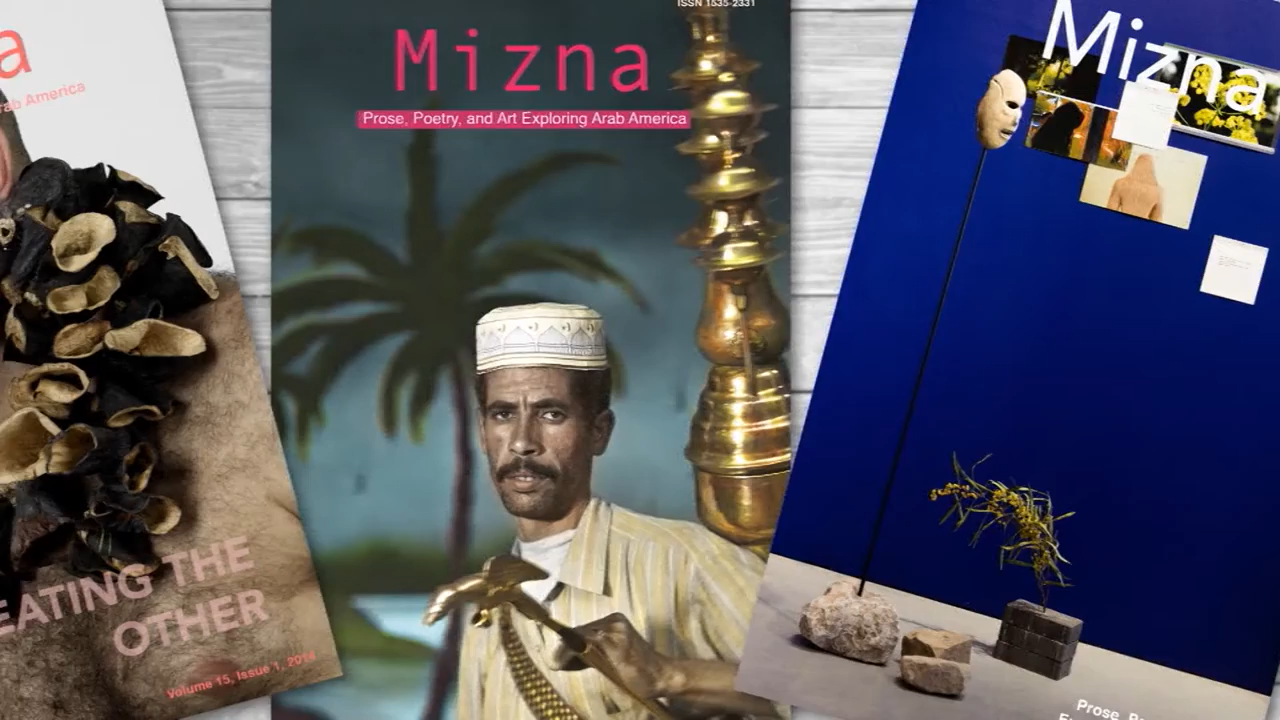 a
rab America
EATING THE
OTHER
Volume 15, Issue 1, 2014
ISSN 1535-2331
Mizna
Prose, Poetry, and Art Exploring Arab America
Mizna
Prose,